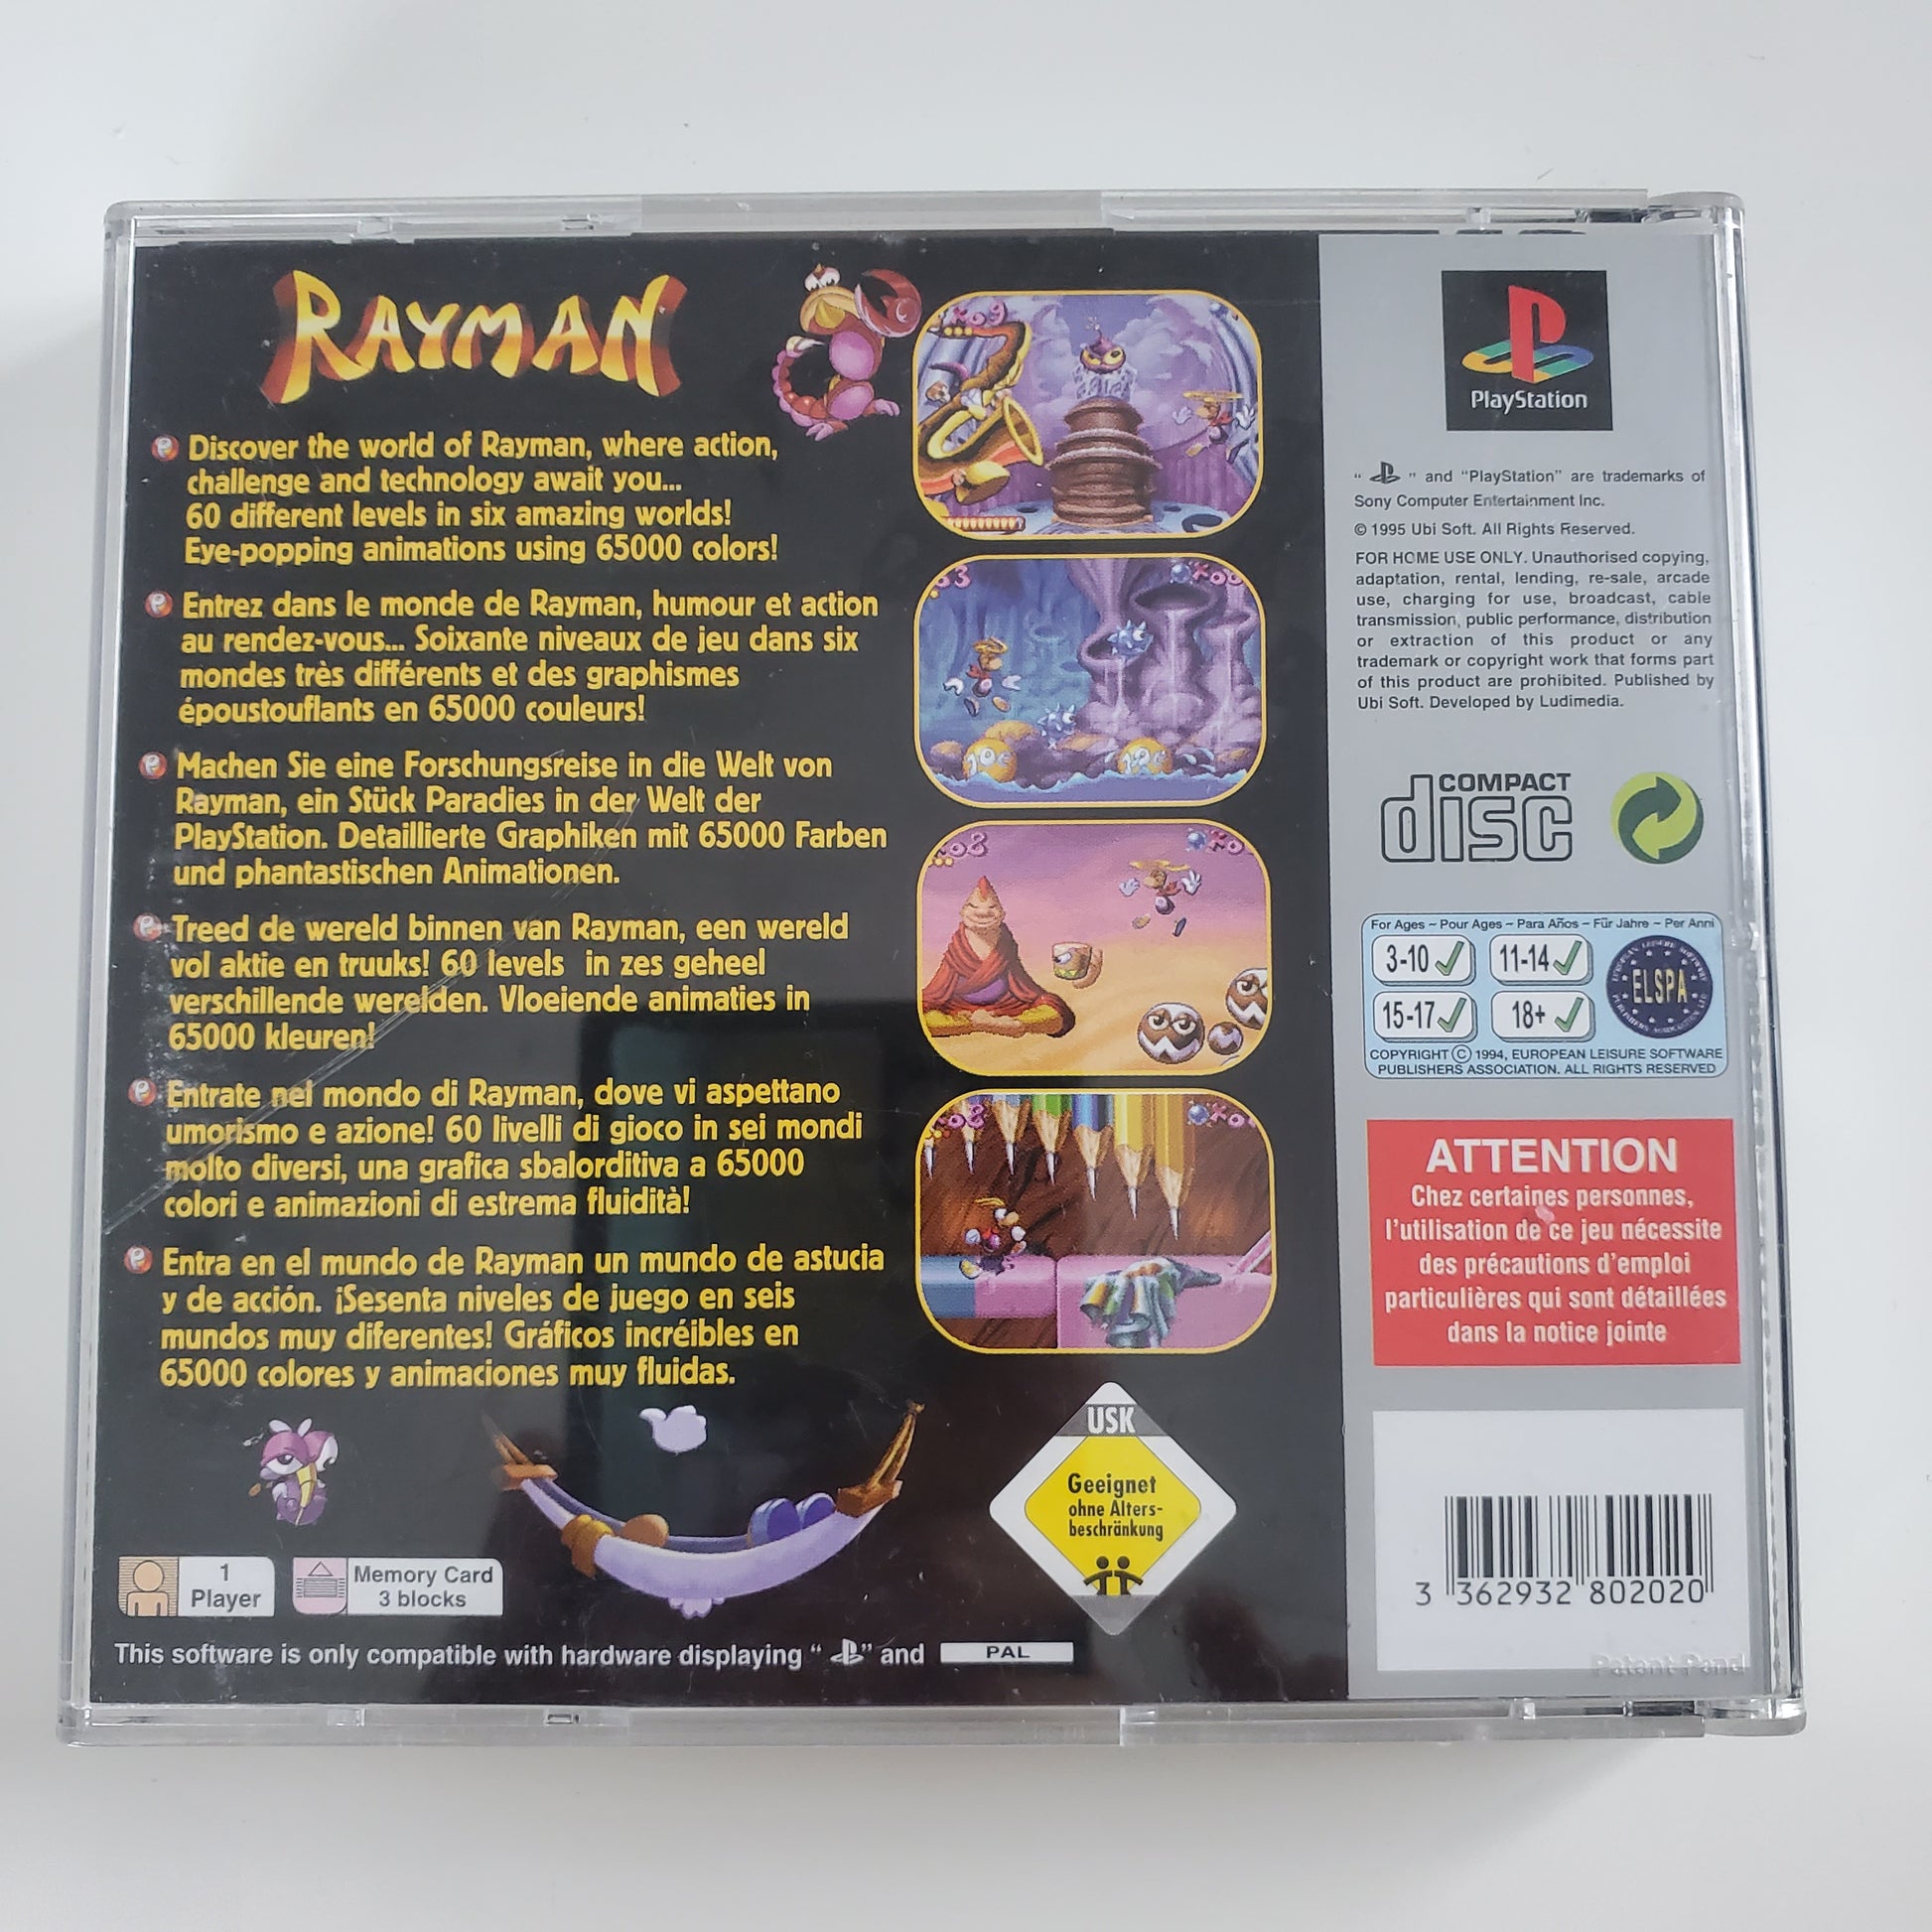 RAYMAN
Discover the world of Rayman, where action,
challenge and technology await you...
60 different levels in six amazing worlds!
Eye-popping animations using 65000 colors!
Entrez dans le monde de Rayman, humour et action
au rendez-vous... Soixante niveaux de jeu dans six
mondes très différents et des graphismes
époustouflants en 65000 couleurs!
Machen Sie eine Forschungsreise in die Welt von
Rayman, ein Stück Paradies in der Welt der
PlayStation. Detaillierte Graphiken mit 65000 Farben
und phantastischen Animationen.
Treed de wereld binnen van Rayman, een wereld
vol aktie en truuks! 60 levels in zes geheel
verschillende werelden. Vloeiende animaties in
65000 kleuren!
Entrate nel mondo di Rayman, dove vi aspettano
umorismo e azione! 60 livelli di gioco in sei mondi
molto diversi, una grafica sbalorditiva a 65000
colori e animazioni di estrema fluidità!
Entra en el mundo de Rayman un mundo de astucia
y de acción. ¡Sesenta niveles de juego en seis
mundos muy diferentes! Gráficos incréibles en
65000 colores y animaciones muy fluidas.
1
Player
Memory Card
3 blocks
This software is only compatible with hardware displaying " " and PAL
USK
Geeignet
ohne Alters-
beschränkung
PlayStation
" " and "PlayStation" are trademarks of
Sony Computer Entertainment Inc.
© 1995 Ubi Soft. All Rights Reserved.
FOR HOME USE ONLY. Unauthorised copying,
adaptation, rental, lending, re-sale, arcade
use, charging for use, broadcast, cable
transmission, public performance, distribution
or extraction of this product or any
trademark or copyright work that forms part
of this product are prohibited. Published by
Ubi Soft. Developed by Ludimedia.
COMPACT
disc
For Ages – Pour Ages – Para Años – Für Jahre – Per Anni
3-10 11-14
15-17 18+
ELSPA
COPYRIGHT © 1994, EUROPEAN LEISURE SOFTWARE
PUBLISHERS ASSOCIATION. ALL RIGHTS RESERVED
ATTENTION
Chez certaines personnes,
l'utilisation de ce jeu nécessite
des précautions d'emploi
particulières qui sont détaillées
dans la notice jointe
3 362932 802020
Patent Pend